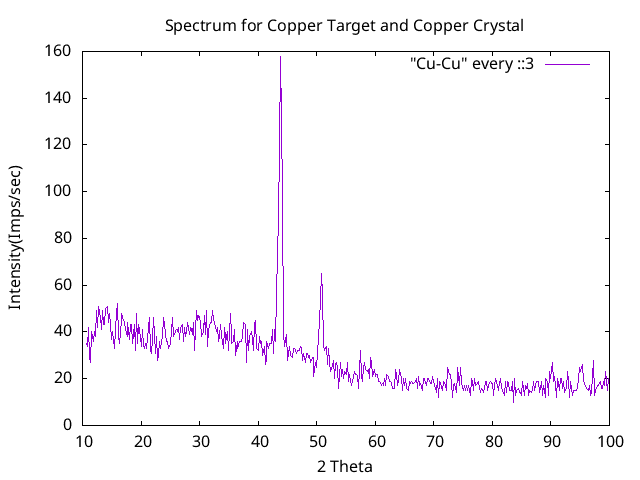 Spectrum for Copper Target and Copper Crystal
"Cu-Cu" every ::3
160
140
120
100
80
60
40
20
0
Intensity(Imps/sec)
10 20 30 40 50 60 70 80 90 100
2 Theta